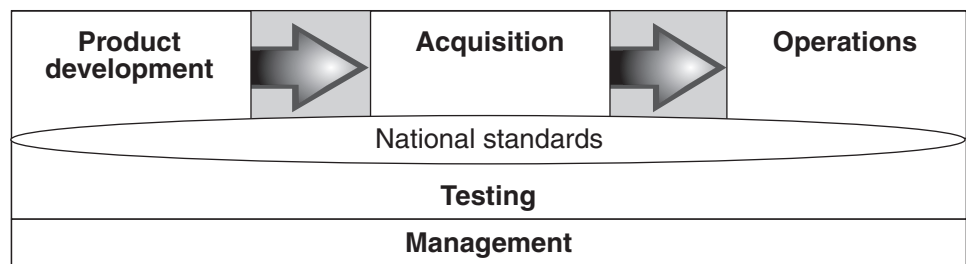 Product
development
Acquisition
Operations
National standards
Testing
Management